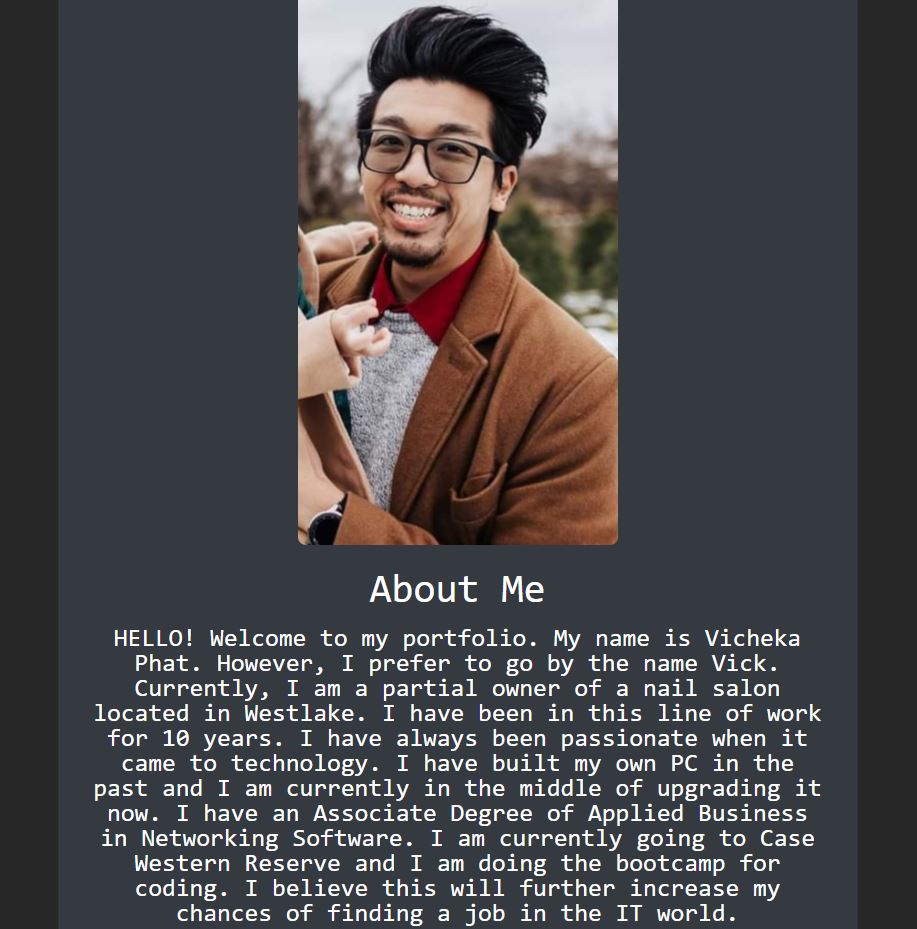 About Me
HELLO! Welcome to my portfolio. My name is Vicheka
Phat. However, I prefer to go by the name Vick.
Currently, I am a partial owner of a nail salon
located in Westlake. I have been in this line of work
for 10 years. I have always been passionate when it
came to technology. I have built my own PC in the
past and I am currently in the middle of upgrading it
now. I have an Associate Degree of Applied Business
in Networking Software. I am currently going to Case
Western Reserve and I am doing the bootcamp for
coding. I believe this will further increase my
chances of finding a job in the IT world.